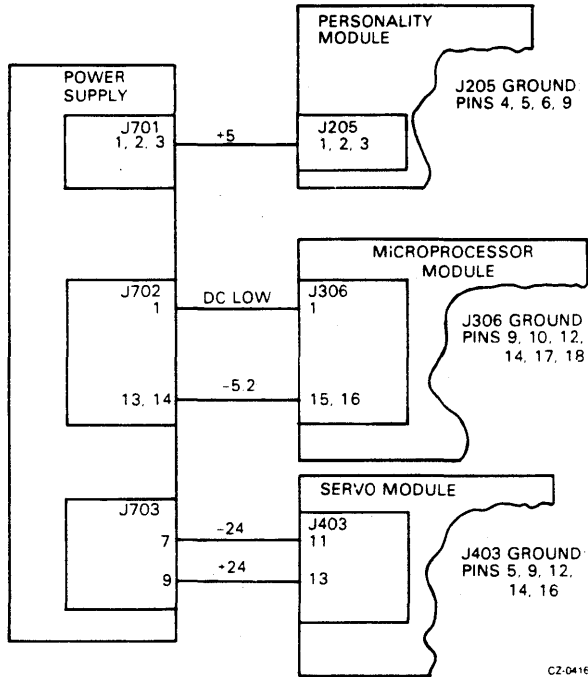 PERSONALITY
MODULE
POWER
SUPPLY
J205 GROUND
PINS 4, 5, 6, 9
J701
1, 2, 3
+5
J205
1, 2, 3
MiCROPROCESSOR
MODULE
J702
1
DC LOW
J306
1
J306 GROUND
PINS 9, 10, 12,
14, 17, 18
13, 14
-5.2
15, 16
SERVO MODULE
J703
7
-24
J403
11
9
+24
13
J403 GROUND
PINS 5, 9, 12,
14, 16
CZ-0416